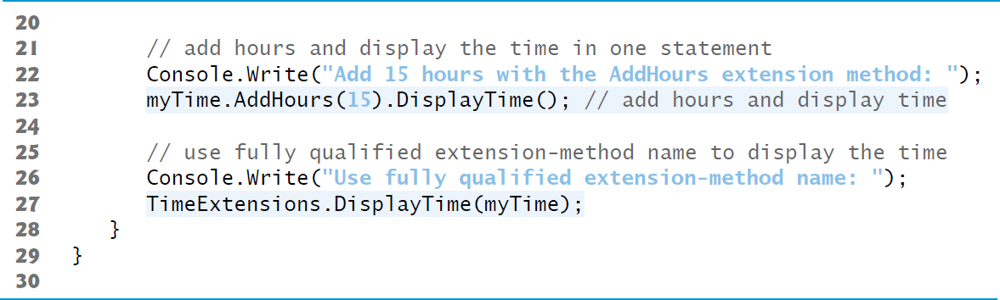 20
21 // add hours and display the time in one statement
22 Console.Write("Add 15 hours with the AddHours extension method: ");
23 myTime.AddHours(15).DisplayTime(); // add hours and display time
24
25 // use fully qualified extension-method name to display the time
26 Console.Write("Use fully qualified extension-method name: ");
27 TimeExtensions.DisplayTime(myTime);
28 }
29 }
30